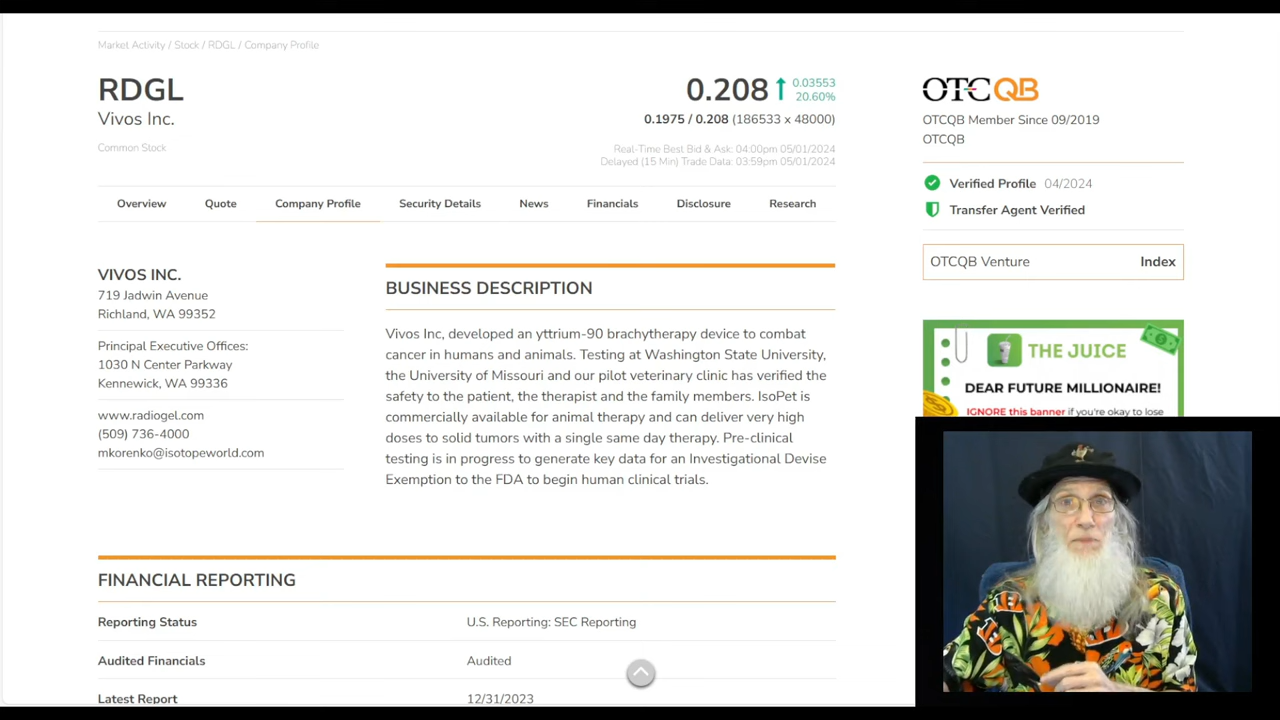 Market Activity / Stock / RDGL / Company Profile
RDGL
Vivos Inc.
Common Stock
0.208
0.03553
20.60%
0.1975 / 0.208 (186533 x 48000)
Real-Time Best Bid & Ask: 04:00pm 05/01/2024
Delayed (15 Min) Trade Data: 03:59pm 05/01/2024
OTCQB
OTCQB Member Since 09/2019
OTCQB
Verified Profile 04/2024
Transfer Agent Verified
OTCQB Venture Index
Overview Quote Company Profile Security Details News Financials Disclosure Research
VIVOS INC.
719 Jadwin Avenue
Richland, WA 99352
Principal Executive Offices:
1030 N Center Parkway
Kennewick, WA 99336
www.radiogel.com
(509) 736-4000
mkorenko@isotopeworld.com
BUSINESS DESCRIPTION
Vivos Inc, developed an yttrium-90 brachytherapy device to combat
cancer in humans and animals. Testing at Washington State University,
the University of Missouri and our pilot veterinary clinic has verified the
safety to the patient, the therapist and the family members. IsoPet is
commercially available for animal therapy and can deliver very high
doses to solid tumors with a single same day therapy. Pre-clinical
testing is in progress to generate key data for an Investigational Devise
Exemption to the FDA to begin human clinical trials.
THE JUICE
DEAR FUTURE MILLIONAIRE!
IGNORE this banner if you're okay to lose
FINANCIAL REPORTING
Reporting Status U.S. Reporting: SEC Reporting
Audited Financials Audited
Latest Report 12/31/2023